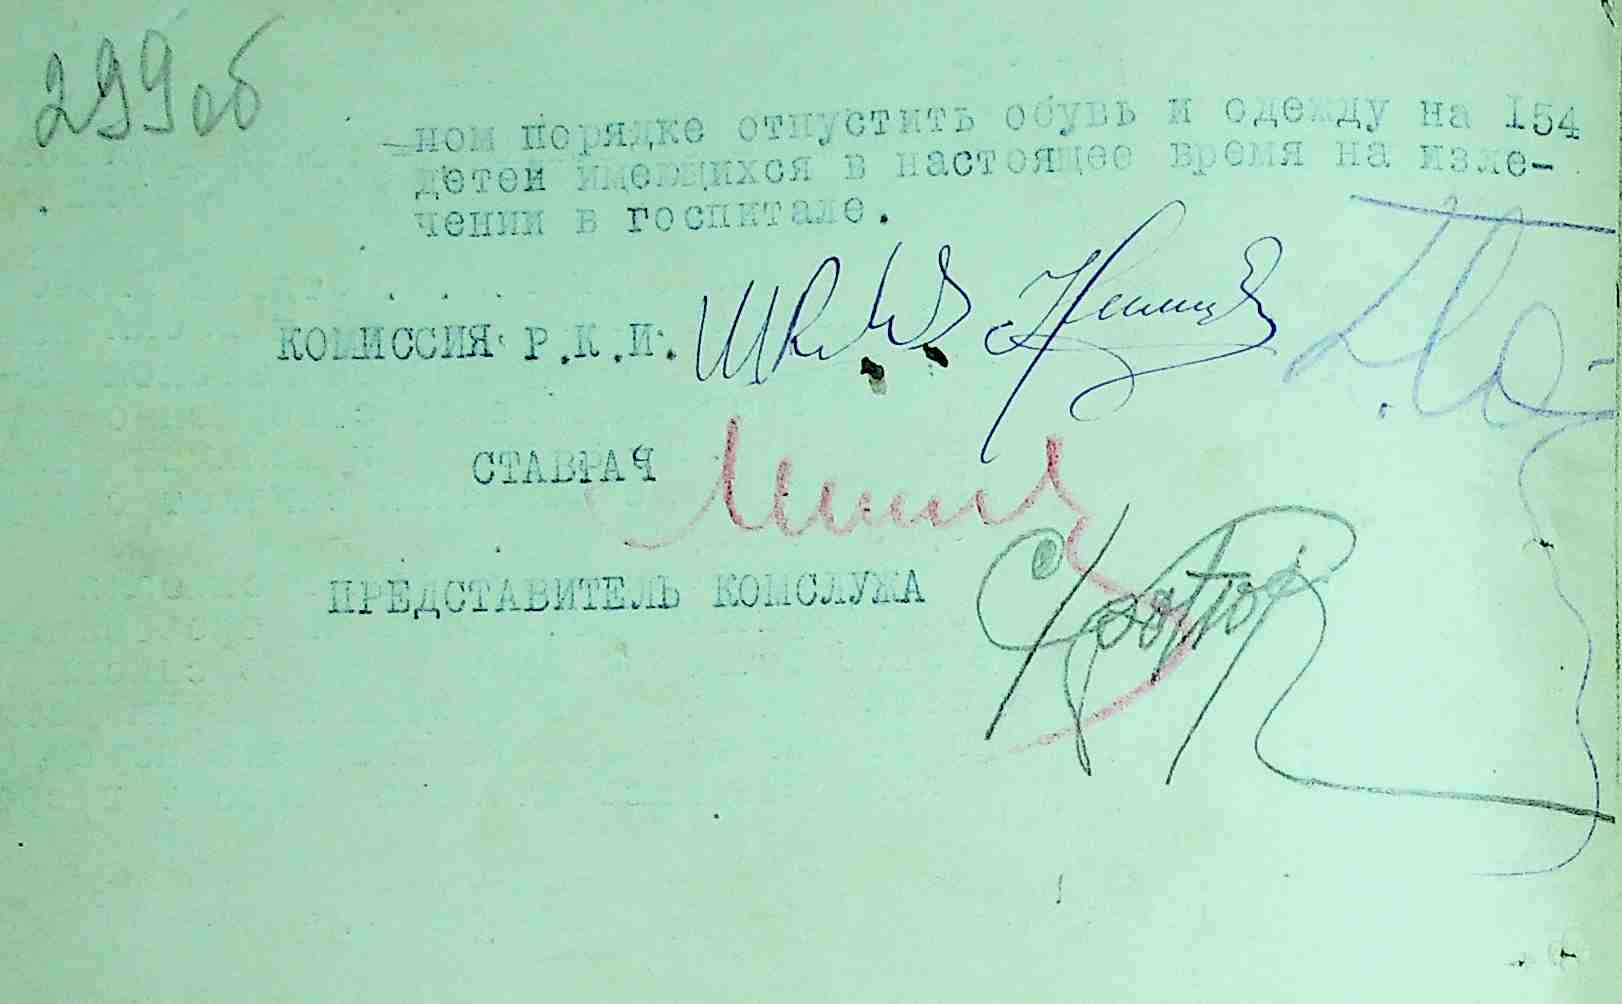 299об
ном порядке отпустить обувь и одежду на 154
детей имеющихся в настоящее время на изле-
чении в госпитале.
КОМИССИЯ Р.К.И.
СТАВРАЧ
ПРЕДСТАВИТЕЛЬ КОМСЛУЖА